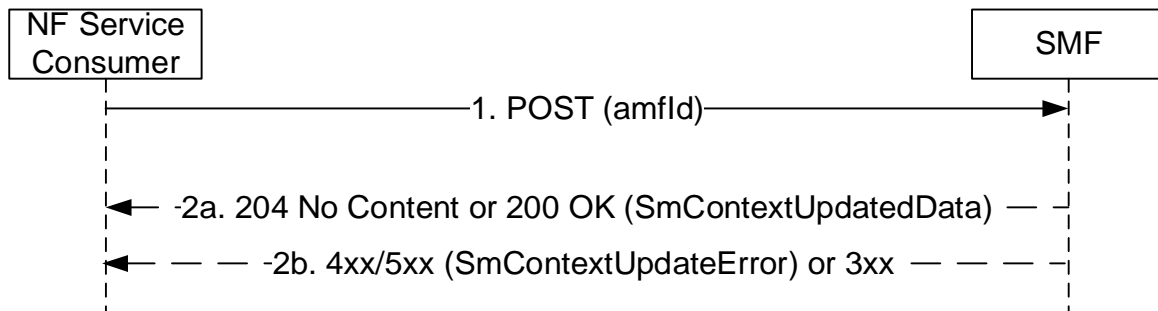 NF Service
Consumer
SMF
1. POST (amfId)
2a. 204 No Content or 200 OK (SmContextUpdatedData)
2b. 4xx/5xx (SmContextUpdateError) or 3xx